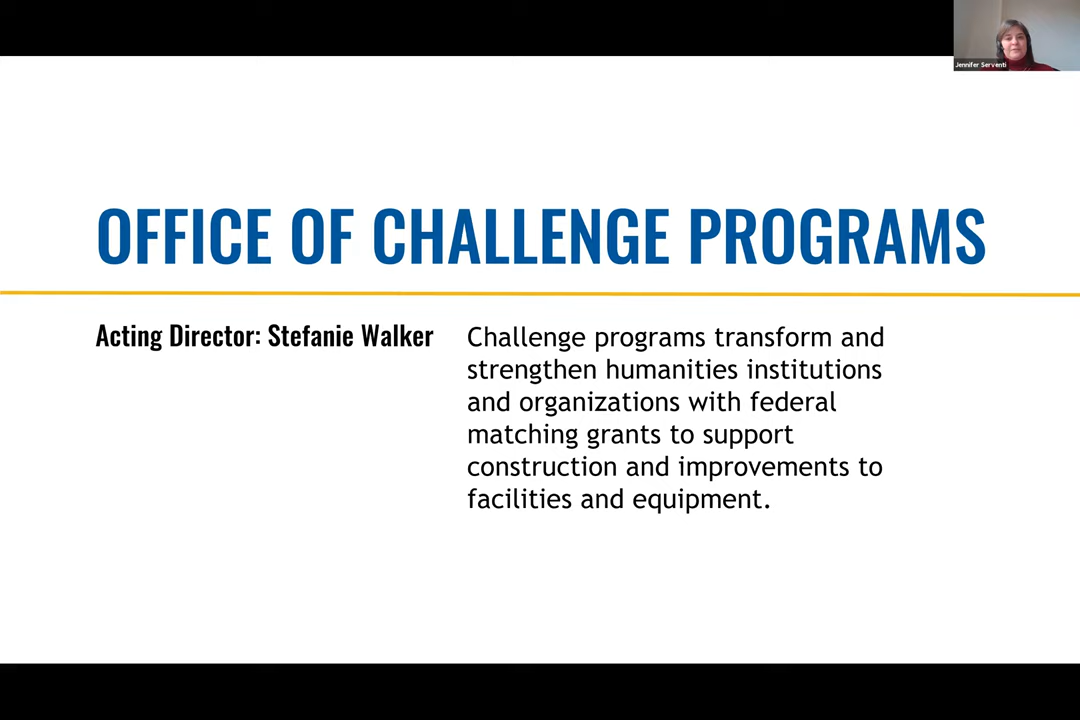 Jennifer Serventi
OFFICE OF CHALLENGE PROGRAMS
Acting Director: Stefanie Walker
Challenge programs transform and
strengthen humanities institutions
and organizations with federal
matching grants to support
construction and improvements to
facilities and equipment.